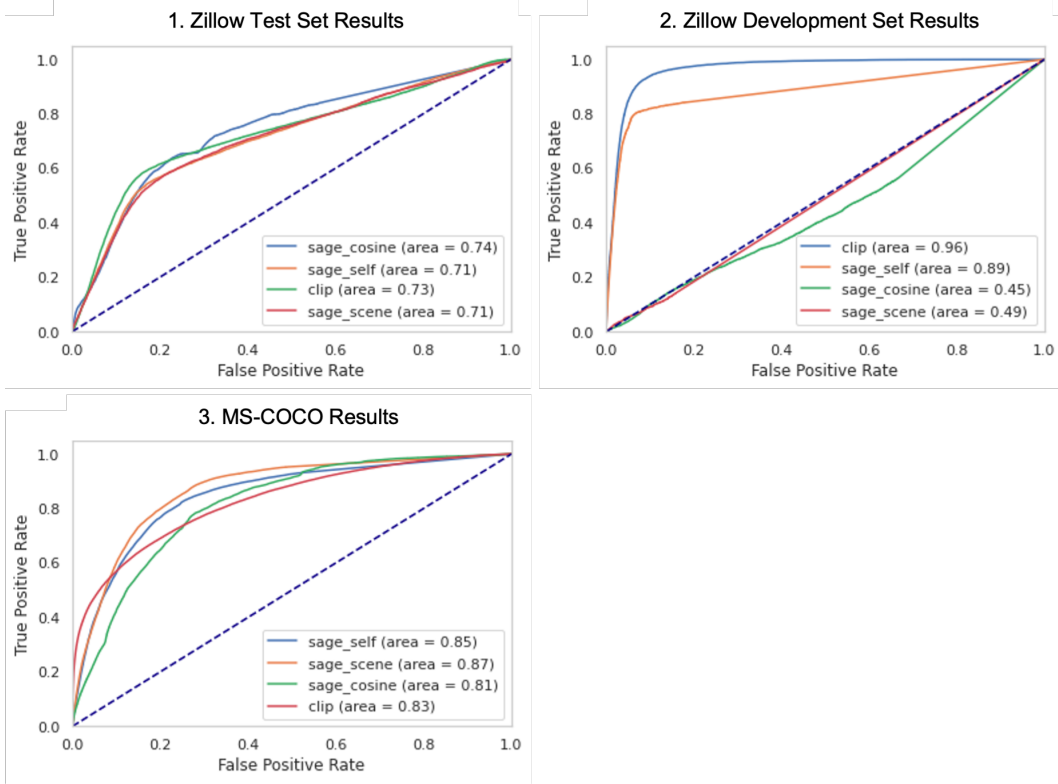 1. Zillow Test Set Results
1.0
0.8
0.6
0.4
0.2
0.0
True Positive Rate
sage_cosine (area = 0.74)
sage_self (area = 0.71)
clip (area = 0.73)
sage_scene (area = 0.71)
0.0 0.2 0.4 0.6 0.8 1.0
False Positive Rate
2. Zillow Development Set Results
1.0
0.8
0.6
0.4
0.2
0.0
True Positive Rate
clip (area = 0.96)
sage_self (area = 0.89)
sage_cosine (area = 0.45)
sage_scene (area = 0.49)
0.0 0.2 0.4 0.6 0.8 1.0
False Positive Rate
3. MS-COCO Results
1.0
0.8
0.6
0.4
0.2
0.0
True Positive Rate
sage_self (area = 0.85)
sage_scene (area = 0.87)
sage_cosine (area = 0.81)
clip (area = 0.83)
0.0 0.2 0.4 0.6 0.8 1.0
False Positive Rate